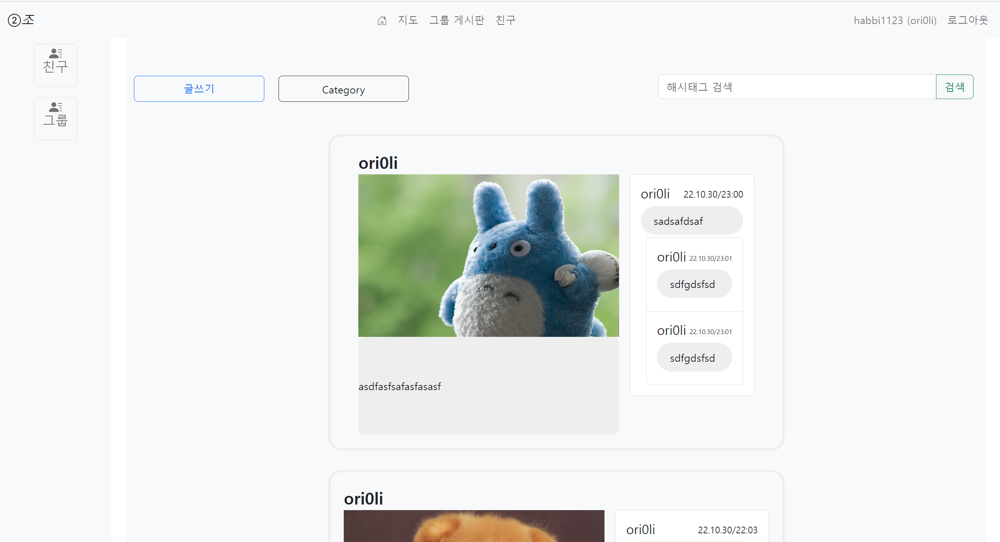 ②조
지도 그룹 게시판 친구
habbi1123 (ori0li) 로그아웃
친구
그룹
글쓰기
Category
해시태그 검색
검색
ori0li
ori0li 22.10.30/23:00
sadsafdsaf
ori0li 22.10.30/23:01
sdfgdsfsd
ori0li 22.10.30/23:01
sdfgdsfsd
asdfasfsafasfasasf
ori0li
ori0li 22.10.30/22:03